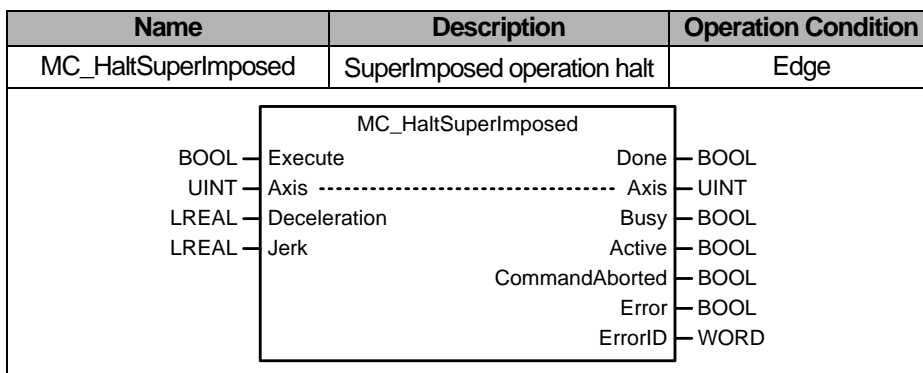 Name Description Operation Condition
MC_HaltSuperImposed SuperImposed operation halt Edge
MC_HaltSuperImposed
BOOL Execute Done BOOL
UINT Axis Axis UINT
LREAL Deceleration Busy BOOL
LREAL Jerk Active BOOL
CommandAborted BOOL
Error BOOL
ErrorID WORD